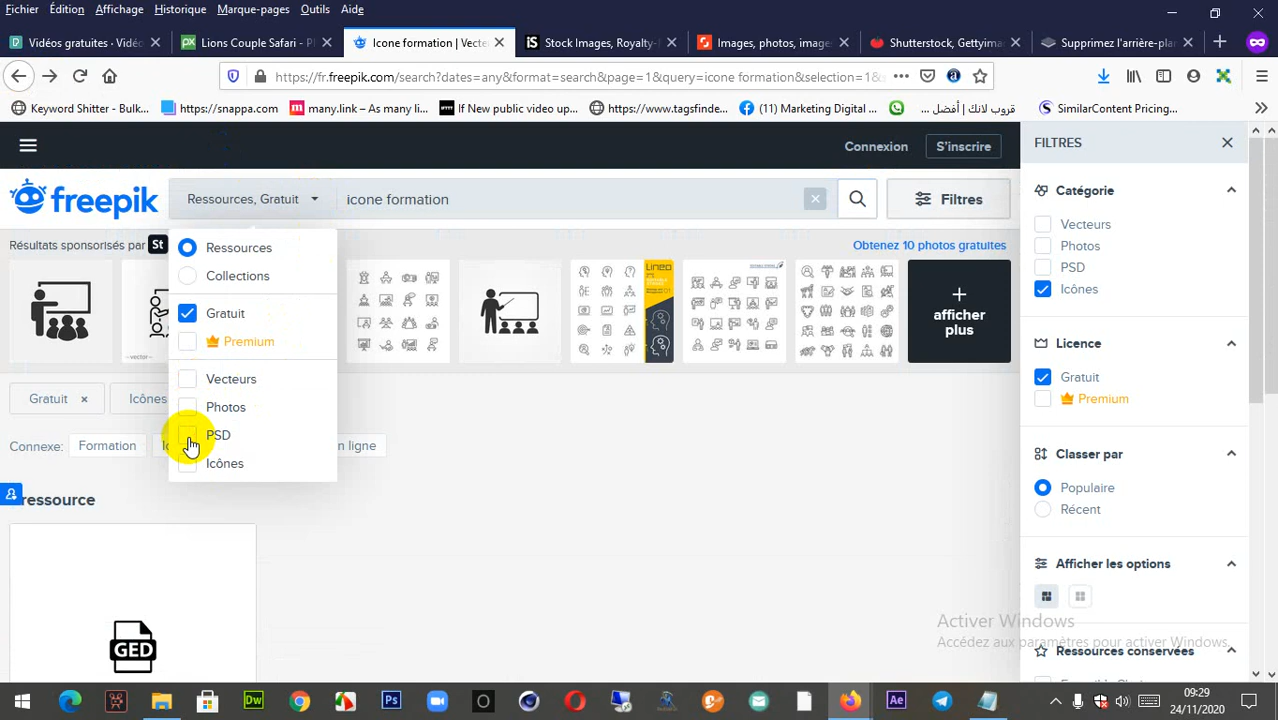 Fichier Édition Affichage Historique Marque-pages Outils Aide
Vidéos gratuites - Vidéo
Lions Couple Safari - P
Icone formation | Vecte
Stock Images, Royalty-F
Images, photos, image
Shutterstock, Gettyima
Supprimez l'arrière-pla
https://fr.freepik.com/search?dates=any&format=search&page=1&query=icone formation&selection=1&
Keyword Shitter - Bulk...
https://snappa.com
many.link – As many li...
If New public video up...
https://www.tagsfinde...
(11) Marketing Digital ...
قروب لانك | أفضل ...
SimilarContent Pricing...
Connexion S'inscrire
freepik Ressources, Gratuit icone formation Filtres
Résultats sponsorisés par St
Obtenez 10 photos gratuites
Ressources
Collections
Gratuit
Premium
Vecteurs
Photos
PSD
Icônes
~vector~
LINEO
+
afficher
plus
Gratuit × Icônes
Connexe: Formation n ligne
ressource
GED
FILTRES
Catégorie
Vecteurs
Photos
PSD
Icônes
Licence
Gratuit
Premium
Classer par
Populaire
Récent
Afficher les options
Ressources conservées
Activer Windows
Accédez aux paramètres pour activer Windows.
Dw
Ps
Ae
09:29
24/11/2020